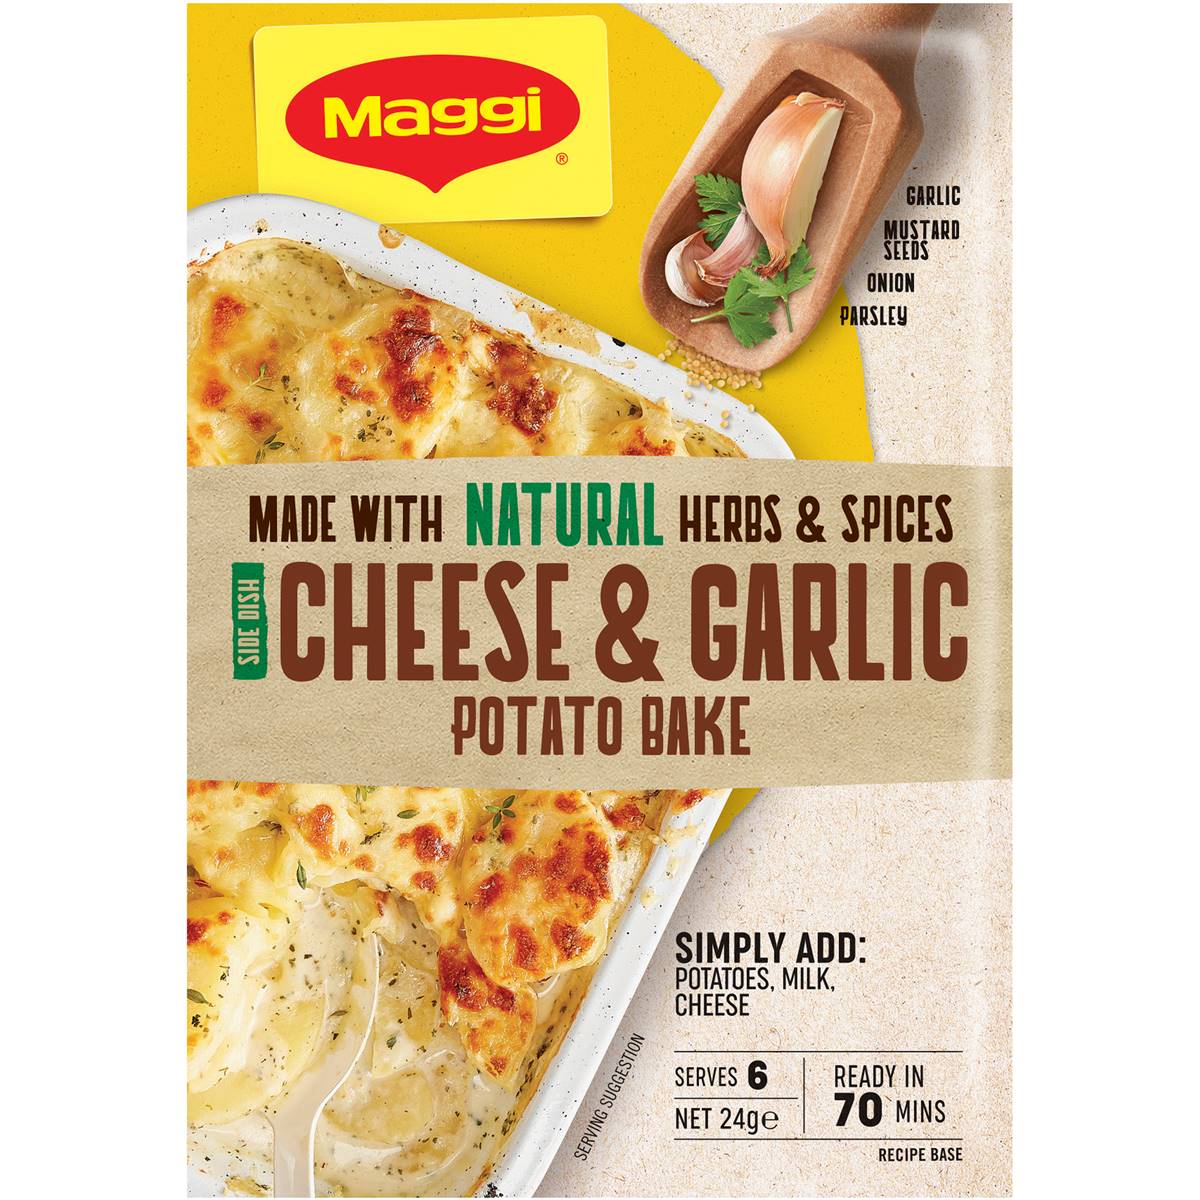 Maggi
®
GARLIC
MUSTARD
SEEDS
ONION
PARSLEY
MADE WITH NATURAL HERBS & SPICES
SIDE DISH
CHEESE & GARLIC
POTATO BAKE
SIMPLY ADD:
POTATOES, MILK,
CHEESE
SERVING SUGGESTION
SERVES 6
NET 24g℮
READY IN
70 MINS
RECIPE BASE